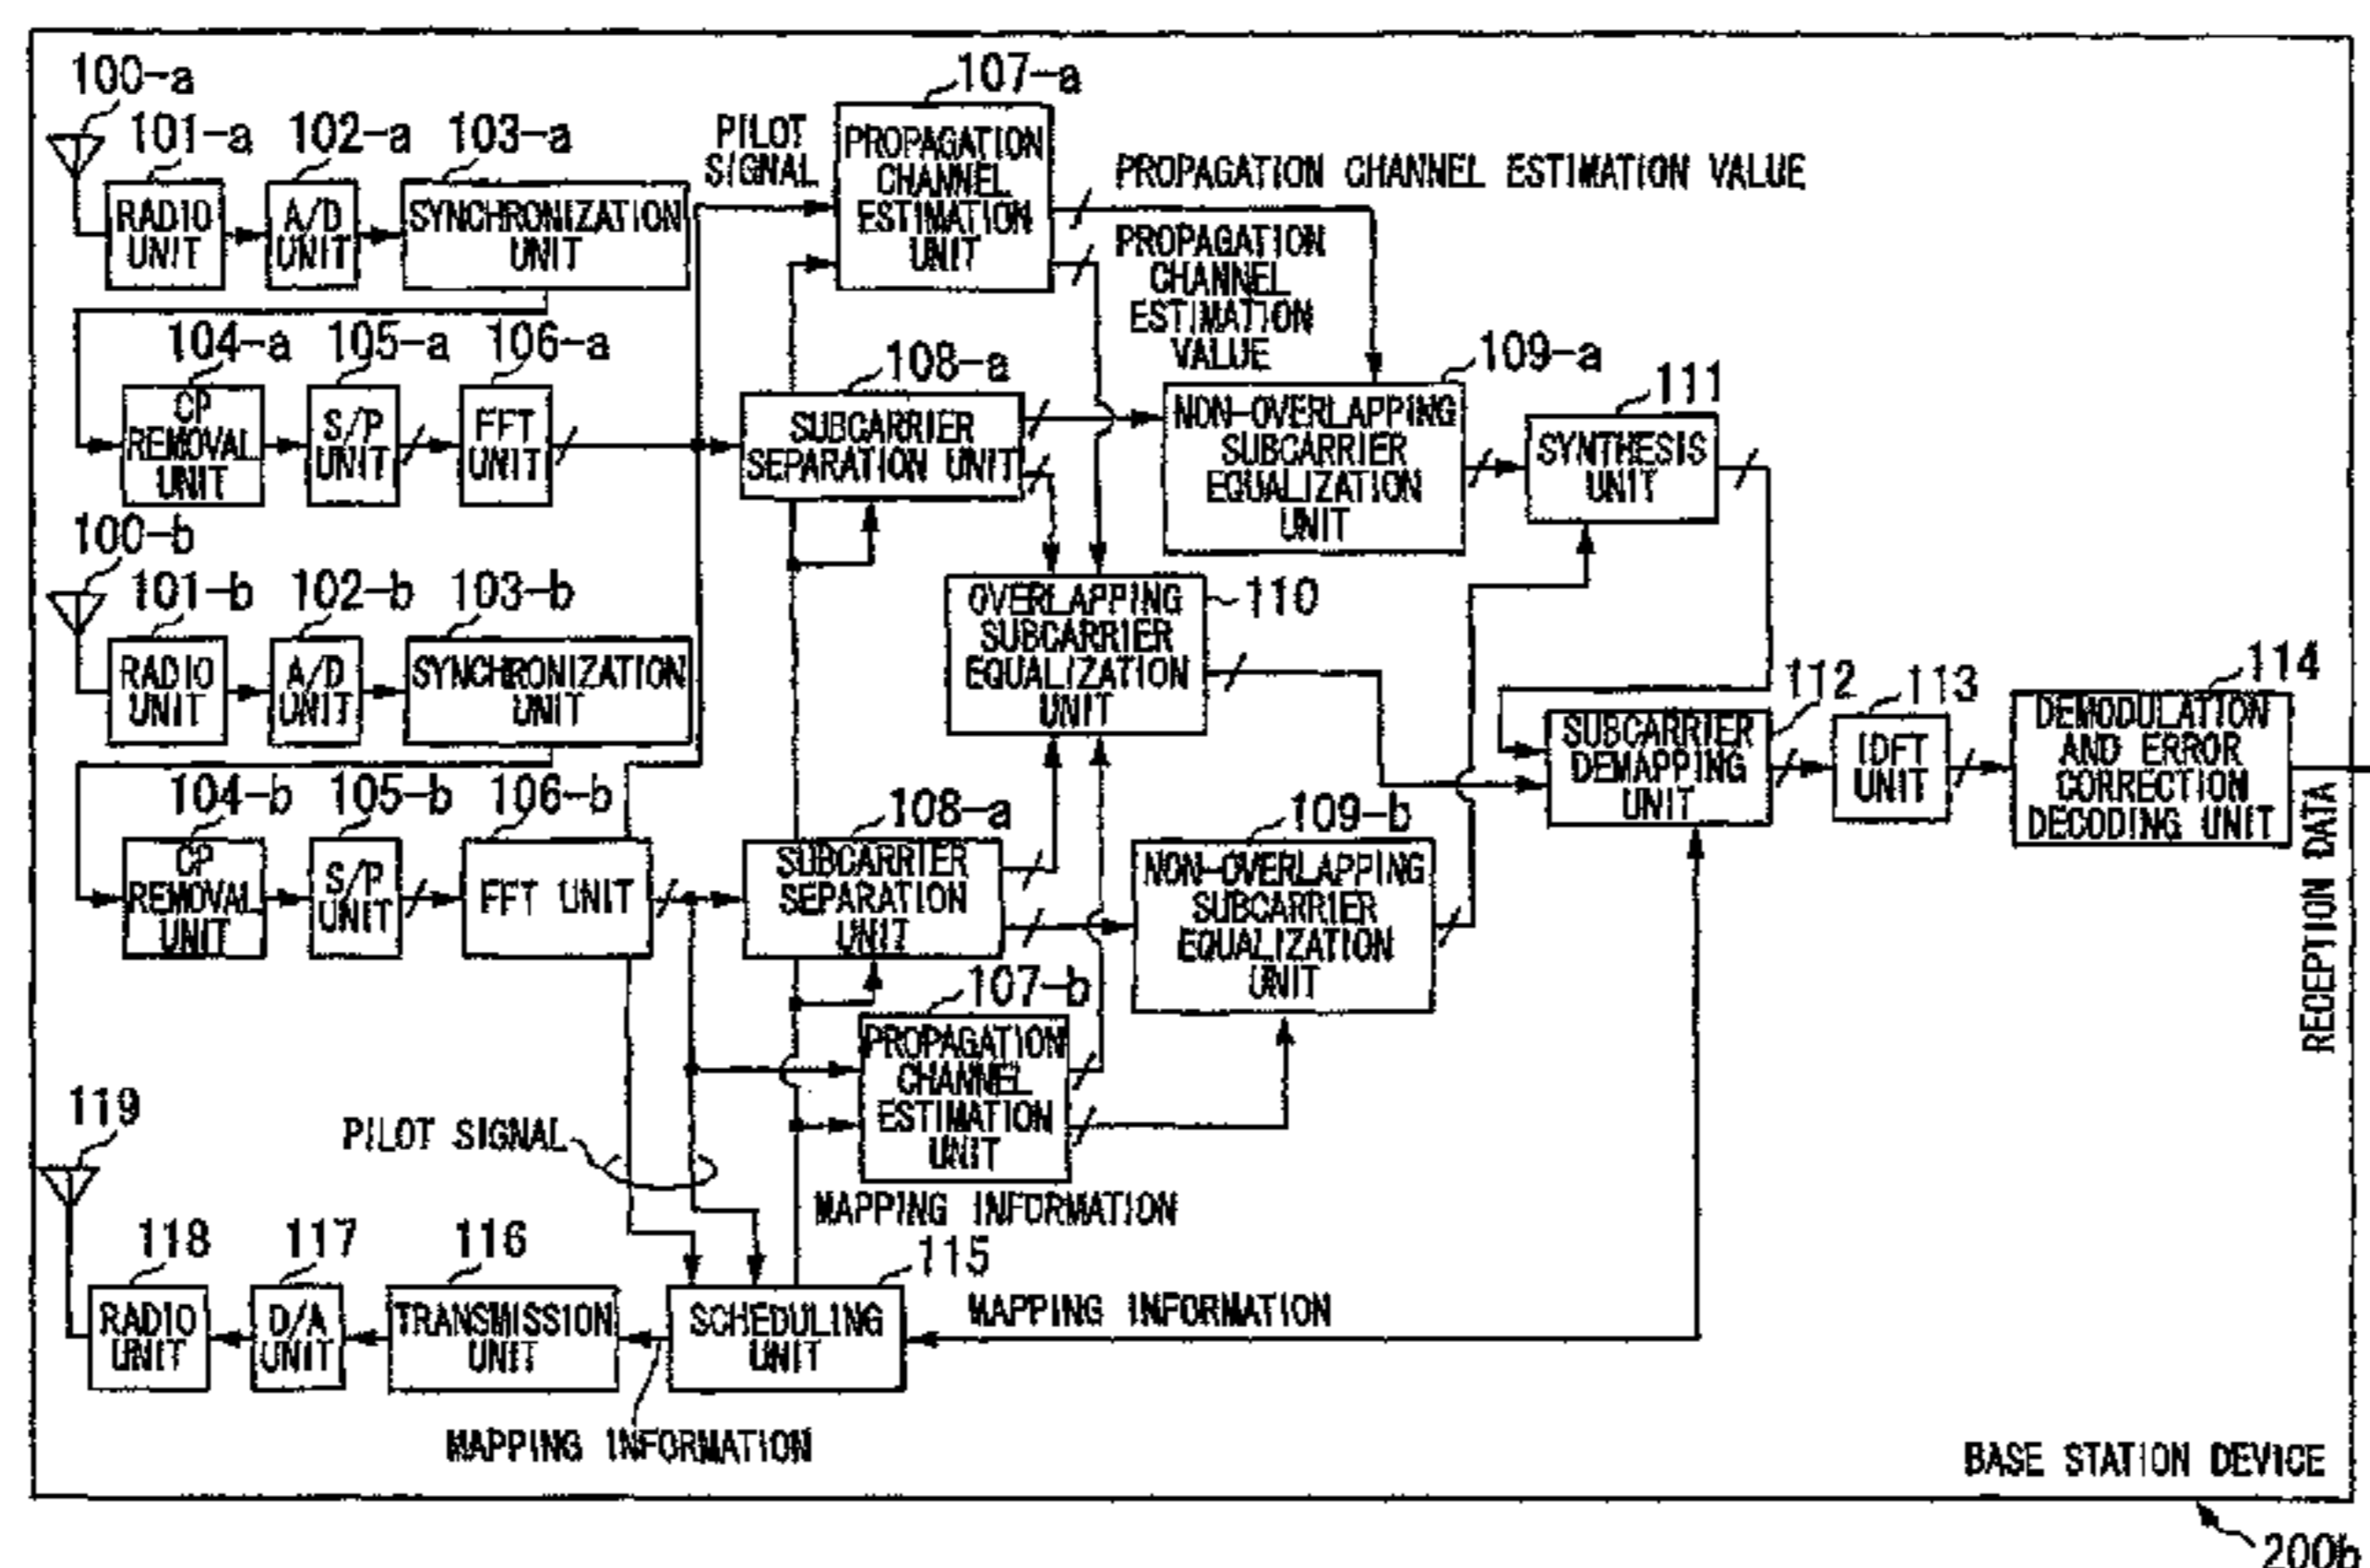 100-a
101-a
102-a
103-a
RADIO
UNIT
A/D
UNIT
SYNCHRONIZATION
UNIT
PILOT
SIGNAL
107-a
PROPAGATION
CHANNEL
ESTIMATION
UNIT
PROPAGATION CHANNEL ESTIMATION VALUE
PROPAGATION
CHANNEL
ESTIMATION
VALUE
104-a
105-a
106-a
CP
REMOVAL
UNIT
S/P
UNIT
FFT
UNIT
108-a
SUBCARRIER
SEPARATION UNIT
109-a
NON-OVERLAPPING
SUBCARRIER
EQUALIZATION
UNIT
111
SYNTHESIS
UNIT
100-b
101-b
102-b
103-b
RADIO
UNIT
A/D
UNIT
SYNCHRONIZATION
UNIT
110
OVERLAPPING
SUBCARRIER
EQUALIZATION
UNIT
112
SUBCARRIER
DEMAPPING
UNIT
113
IDFT
UNIT
114
DEMODULATION
AND ERROR
CORRECTION
DECODING UNIT
RECEPTION DATA
104-b
105-b
106-b
CP
REMOVAL
UNIT
S/P
UNIT
FFT UNIT
108-a
SUBCARRIER
SEPARATION
UNIT
109-b
NON-OVERLAPPING
SUBCARRIER
EQUALIZATION
UNIT
107-b
PROPAGATION
CHANNEL
ESTIMATION
UNIT
PILOT SIGNAL
MAPPING INFORMATION
119
118
117
116
115
RADIO
UNIT
D/A
UNIT
TRANSMISSION
UNIT
SCHEDULING
UNIT
MAPPING INFORMATION
MAPPING INFORMATION
BASE STATION DEVICE
200b